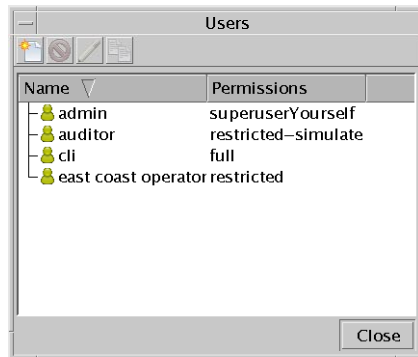 Users
Name Permissions
admin superuserYourself
auditor restricted-simulate
cli full
east coast operator restricted
Close